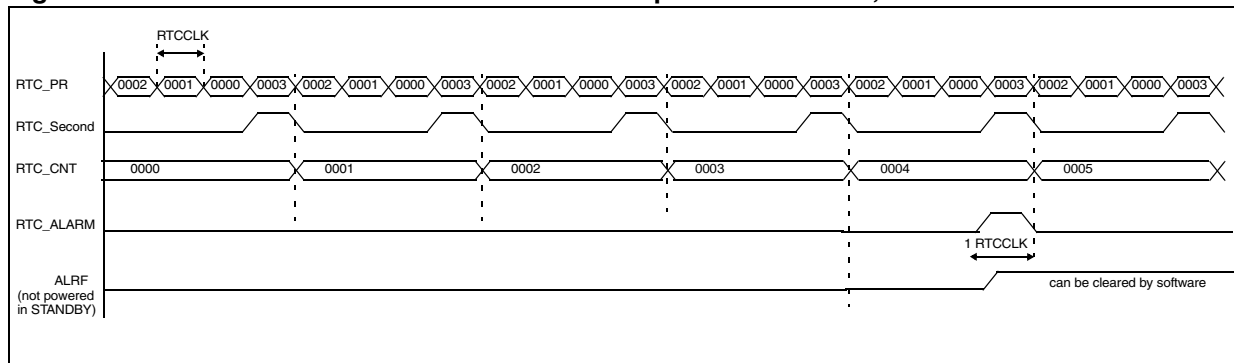 RTCCLK
RTC_PR 0002 0001 0000 0003 0002 0001 0000 0003 0002 0001 0000 0003 0002 0001 0000 0003 0002 0001 0000 0003 0002 0001 0000 0003
RTC_Second
RTC_CNT 0000 0001 0002 0003 0004 0005
RTC_ALARM
1 RTCCLK
ALRF
(not powered
in STANDBY)
can be cleared by software